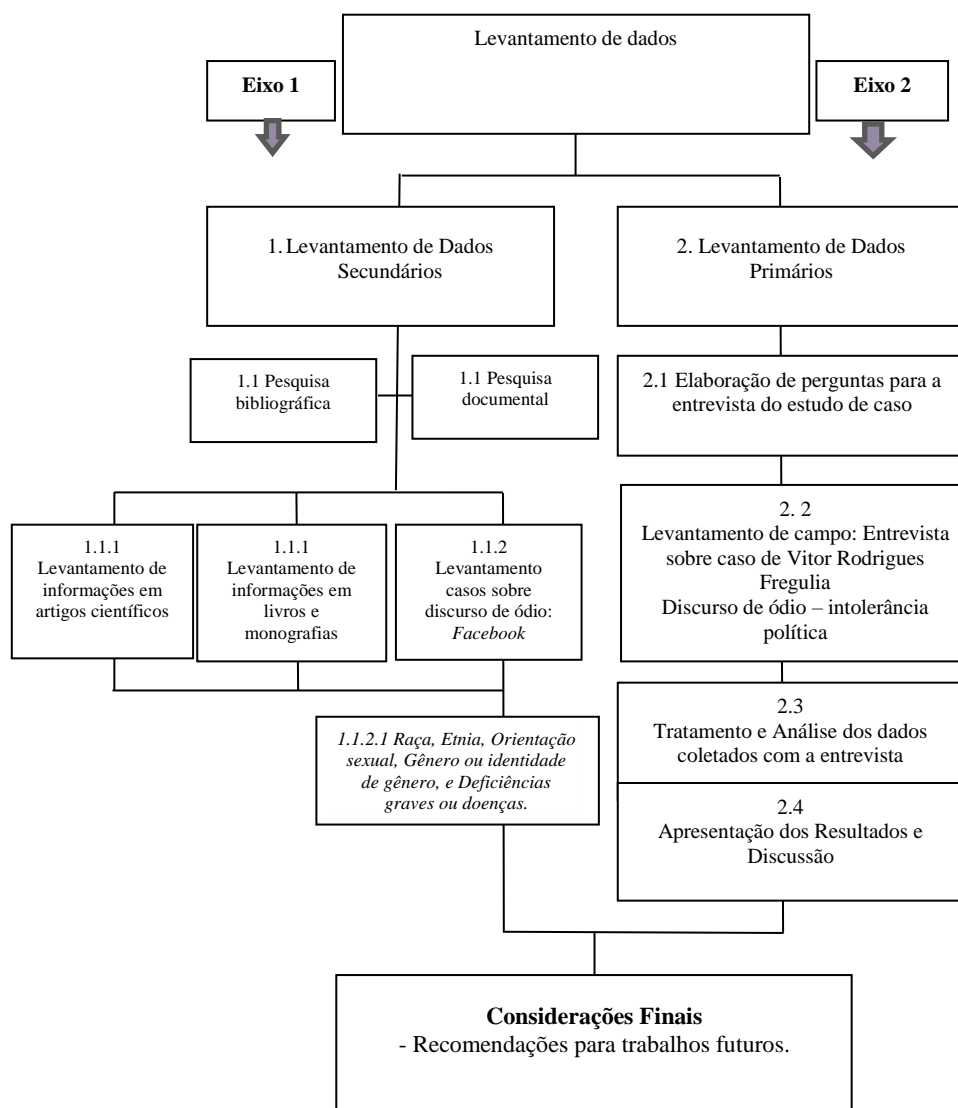 Levantamento de dados
Eixo 1
Eixo 2
1. Levantamento de Dados
Secundários
2. Levantamento de Dados
Primários
1.1 Pesquisa
bibliográfica
1.1 Pesquisa
documental
2.1 Elaboração de perguntas para a
entrevista do estudo de caso
1.1.1
Levantamento de
informações em
artigos científicos
1.1.1
Levantamento de
informações em
livros e
monografias
1.1.2
Levantamento
casos sobre
discurso de ódio:
Facebook
2. 2
Levantamento de campo: Entrevista
sobre caso de Vitor Rodrigues
Fregulia
Discurso de ódio – intolerância
política
1.1.2.1 Raça, Etnia, Orientação
sexual, Gênero ou identidade
de gênero, e Deficiências
graves ou doenças.
2.3
Tratamento e Análise dos dados
coletados com a entrevista
2.4
Apresentação dos Resultados e
Discussão
Considerações Finais
- Recomendações para trabalhos futuros.